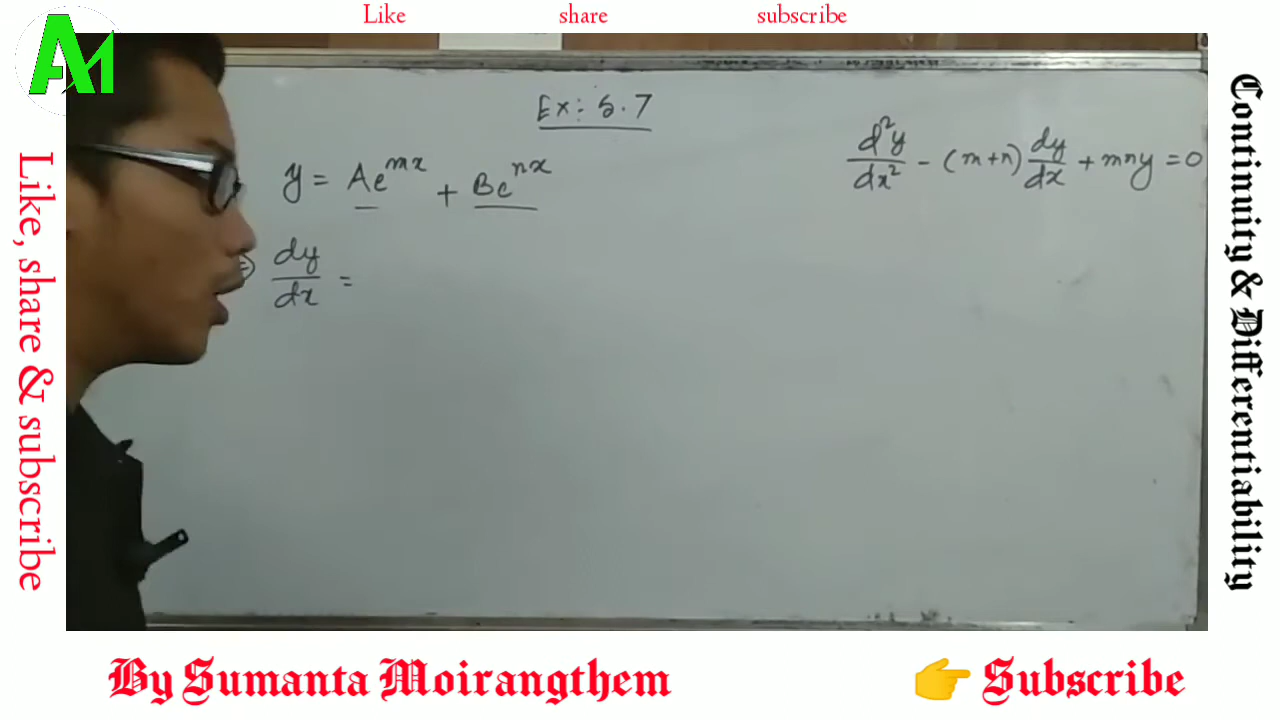 Like share subscribe
AM
Ex: 5.7
y = Ae^{mx} + Be^{nx}
d²y/dx² - (m+n) dy/dx + mny = 0
⇒ dy/dx =
Like, share & subscribe
Continuity & Differentiability
By Sumanta Moirangthem
👉 Subscribe